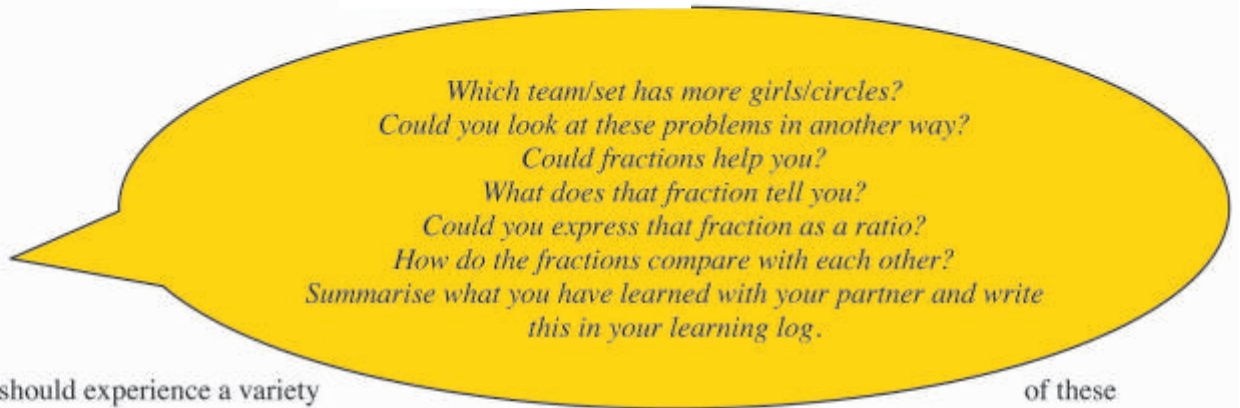 Which team/set has more girls/circles?
Could you look at these problems in another way?
Could fractions help you?
What does that fraction tell you?
Could you express that fraction as a ratio?
How do the fractions compare with each other?
Summarise what you have learned with your partner and write
this in your learning log.
should experience a variety of these